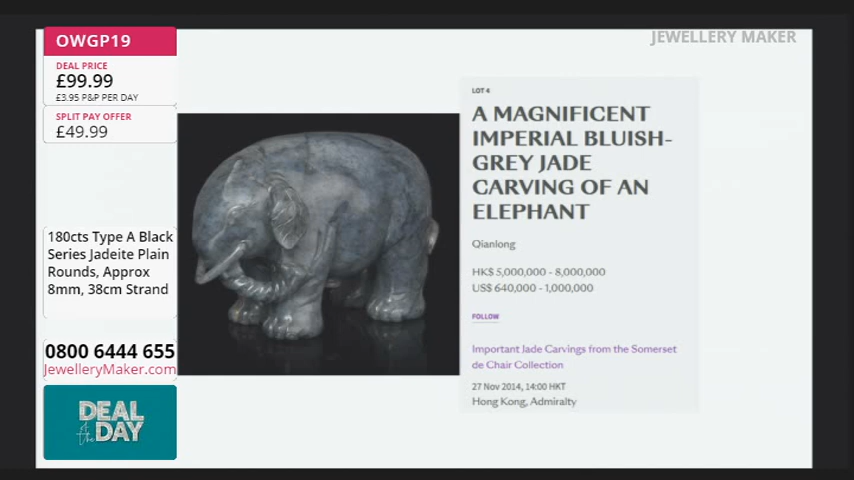 OWGP19
DEAL PRICE
£99.99
£3.95 P&P PER DAY
SPLIT PAY OFFER
£49.99
180cts Type A Black
Series Jadeite Plain
Rounds, Approx
8mm, 38cm Strand
0800 6444 655
JewelleryMaker.com
DEAL
of the
DAY
JEWELLERY MAKER
LOT 4
A MAGNIFICENT
IMPERIAL BLUISH-
GREY JADE
CARVING OF AN
ELEPHANT
Qianlong
HK$ 5,000,000 - 8,000,000
US$ 640,000 - 1,000,000
FOLLOW
Important Jade Carvings from the Somerset
de Chair Collection
27 Nov 2014, 14:00 HKT
Hong Kong, Admiralty